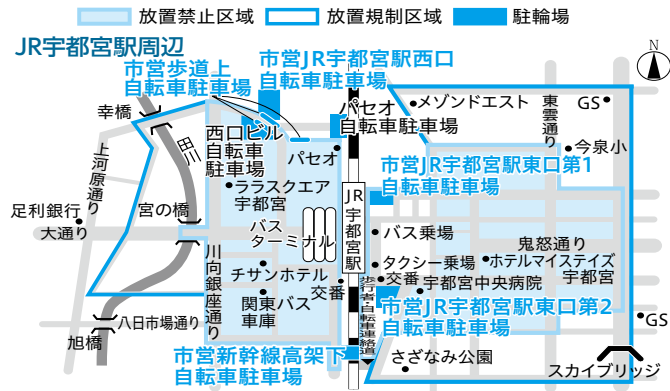 放置禁止区域
放置規制区域
駐輪場
JR宇都宮駅周辺
N
市営歩道上
自転車駐車場
市営JR宇都宮駅西口
自転車駐車場
幸橋
田川
西口ビル
自転車
駐車場
パセオ
自転車駐車場
パセオ
メゾンドエスト
東雲通り
GS
今泉小
上河原通り
ララスクエア
宇都宮
市営JR宇都宮駅東口第1
自転車駐車場
足利銀行
大通り
宮の橋
バス
ターミナル
JR宇都宮駅
バス乗場
鬼怒通り
タクシー乗場
ホテルマイステイズ
宇都宮
川向銀座通り
チサンホテル
交番
交番
宇都宮中央病院
関東バス
車庫
歩行者・自転車連絡道
市営JR宇都宮駅東口第2
自転車駐車場
GS
八日市場通り
旭橋
市営新幹線高架下
自転車駐車場
さざなみ公園
スカイブリッジ